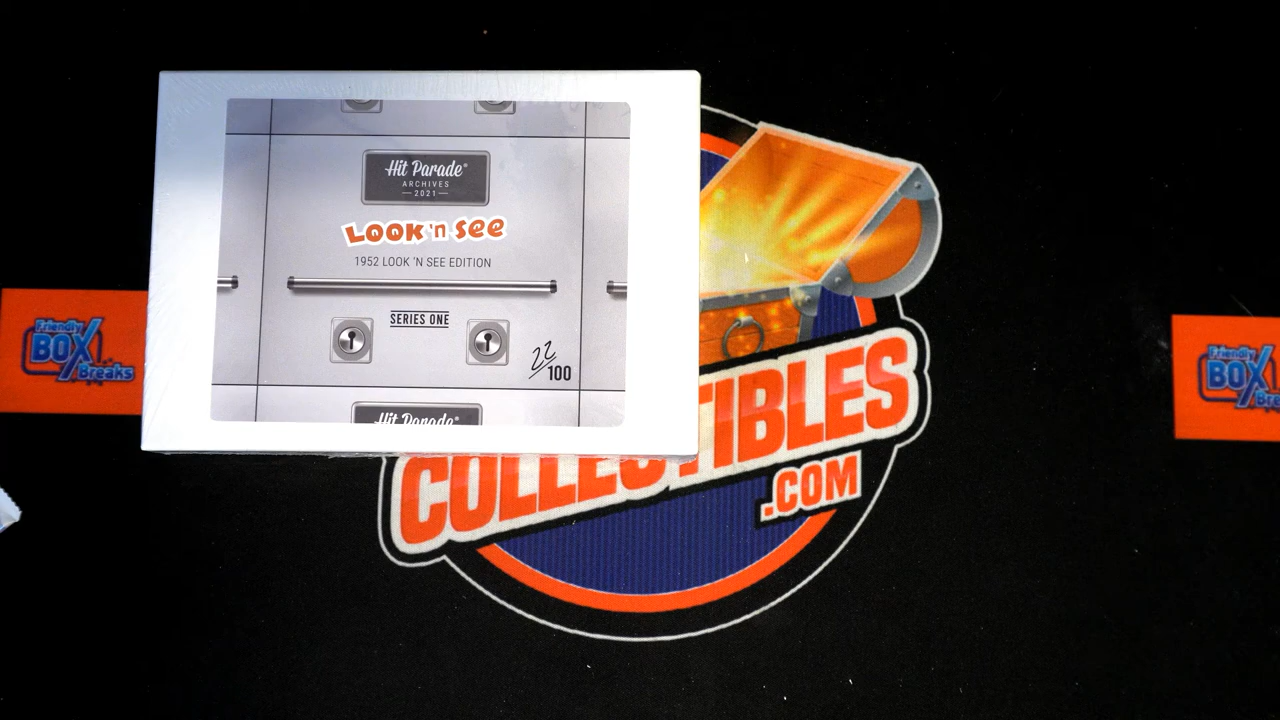 Hit Parade®
ARCHIVES
2021
LOOK 'n SEE
1952 LOOK 'N SEE EDITION
SERIES ONE
22/100
Hit Parade®
Friendly
BOX
Breaks
COLLECTIBLES
.COM
Friendly
BOX
Bre